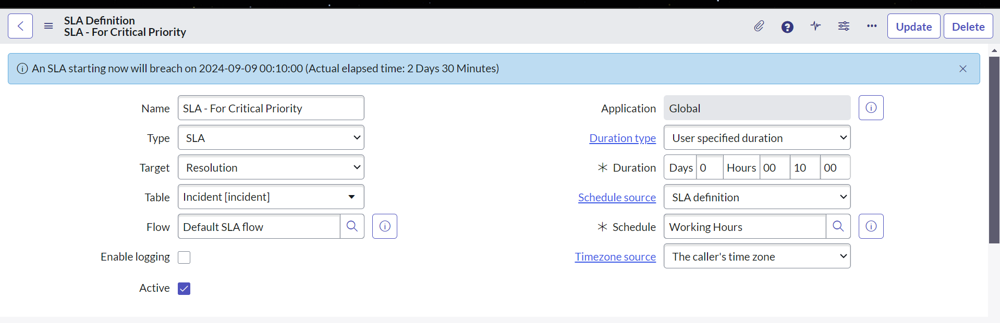 SLA Definition
SLA - For Critical Priority
Update
Delete
An SLA starting now will breach on 2024-09-09 00:10:00 (Actual elapsed time: 2 Days 30 Minutes)
Name
SLA - For Critical Priority
Application
Global
Type
SLA
Duration type
User specified duration
Target
Resolution
Duration
Days 0 Hours 00 10 00
Table
Incident [incident]
Schedule source
SLA definition
Flow
Default SLA flow
Schedule
Working Hours
Enable logging
Timezone source
The caller's time zone
Active